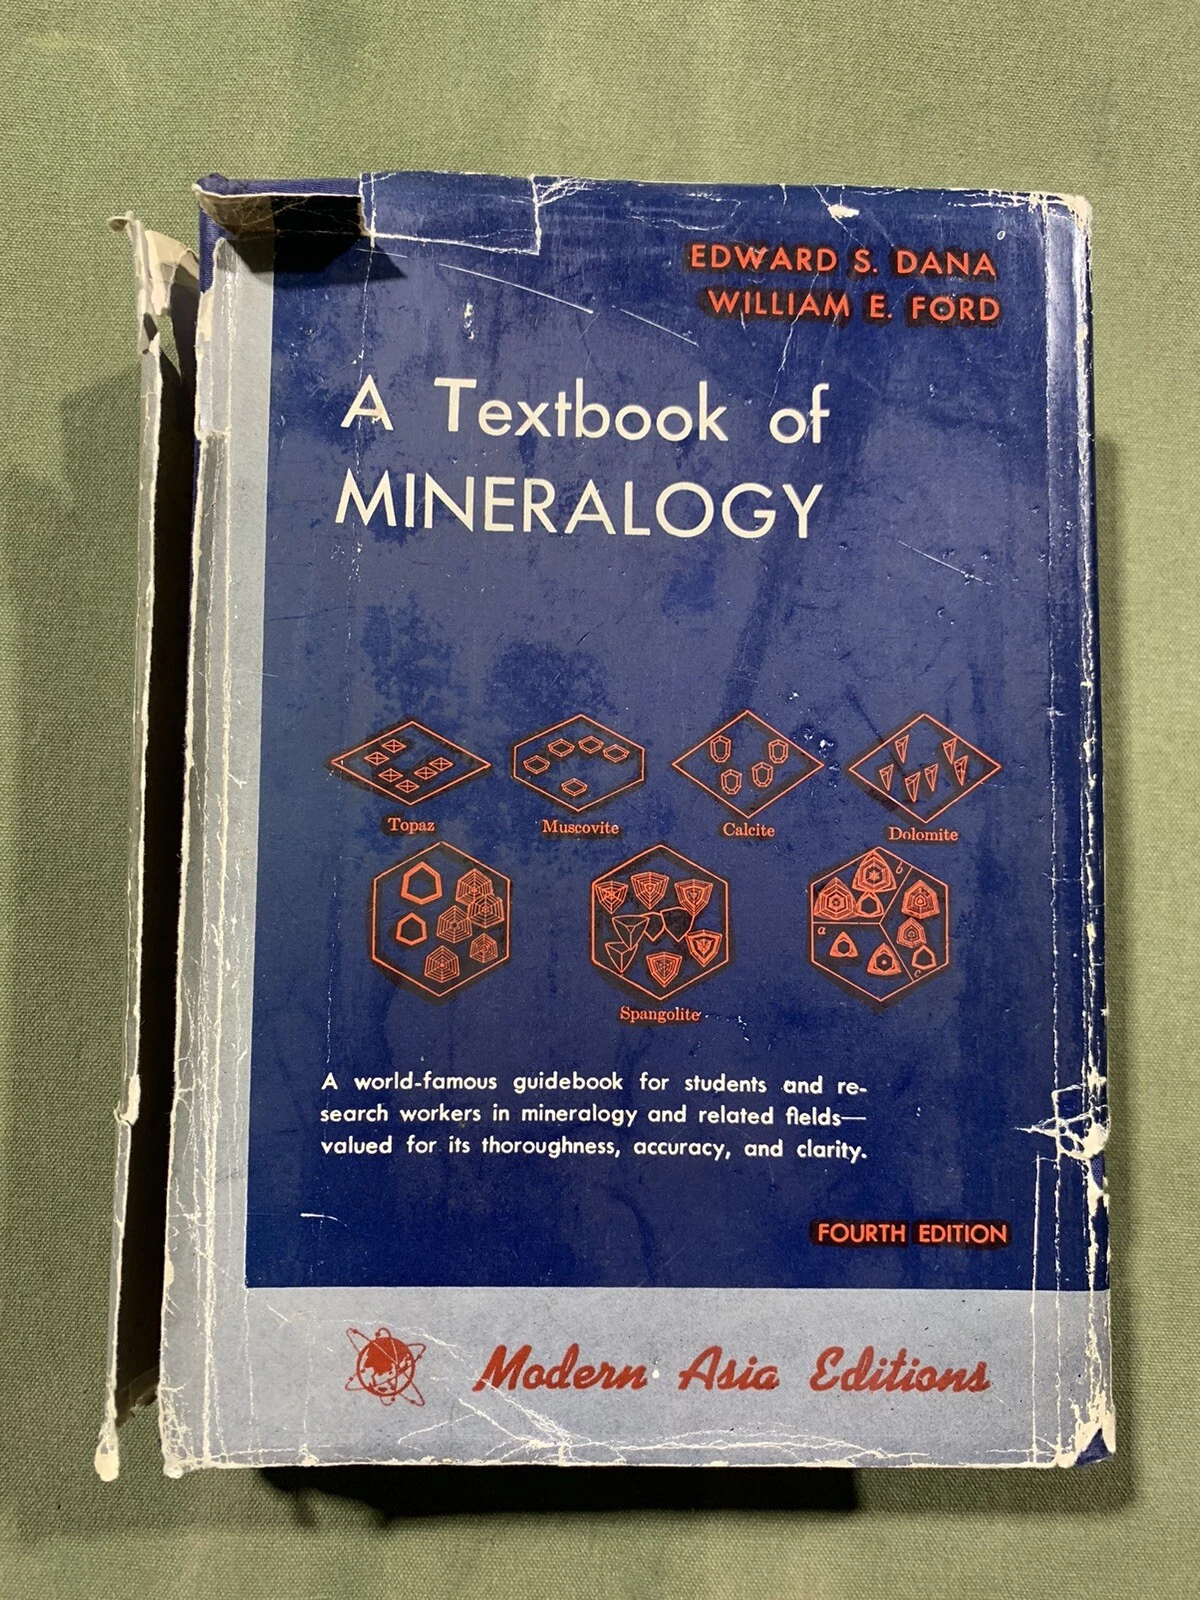 EDWARD S. DANA
WILLIAM E. FORD
A Textbook of
MINERALOGY
Topaz
Muscovite
Calcite
Dolomite
a
b
c
Spangolite
A world-famous guidebook for students and re-
search workers in mineralogy and related fields—
valued for its thoroughness, accuracy, and clarity.
FOURTH EDITION
Modern Asia Editions